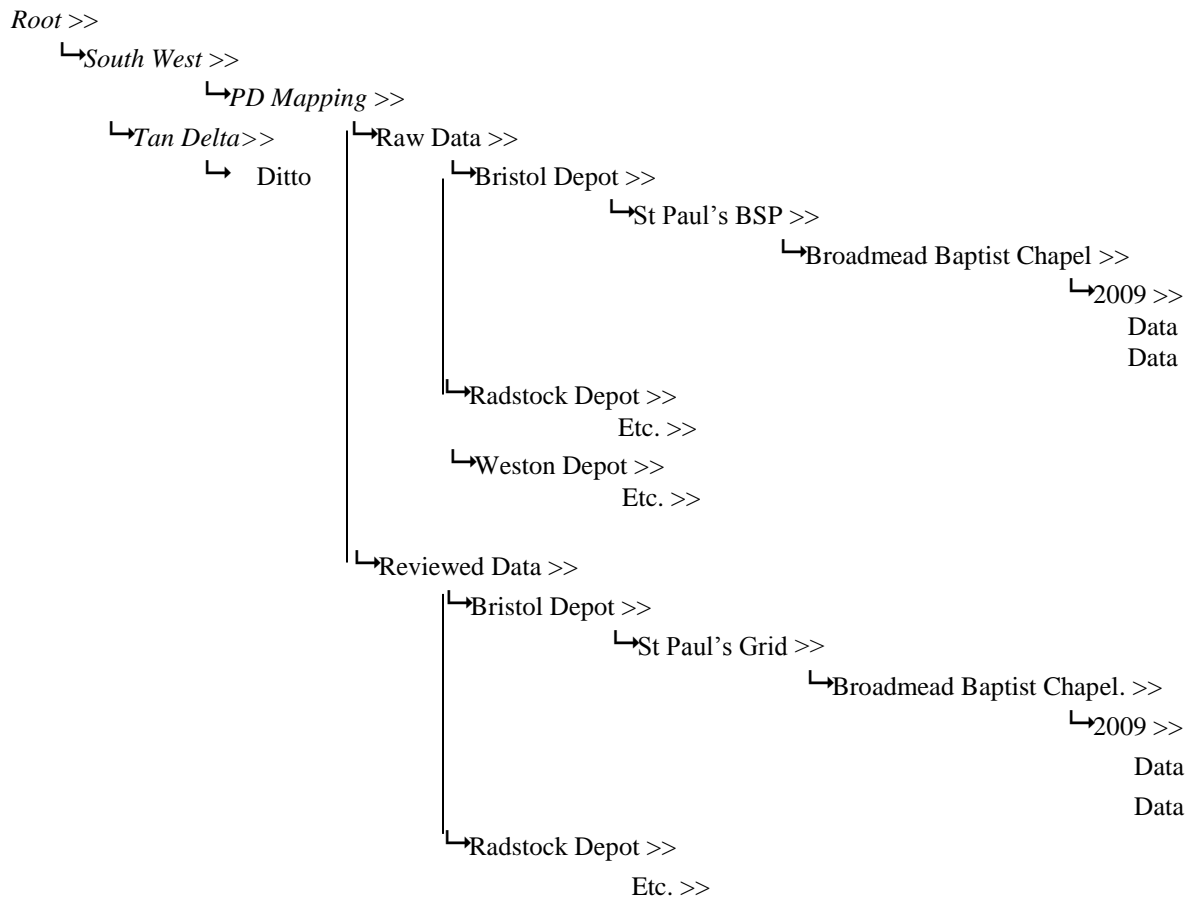 Root >>
South West >>
PD Mapping >>
Tan Delta>> Raw Data >>
Ditto Bristol Depot >>
St Paul’s BSP >>
Broadmead Baptist Chapel >>
2009 >>
Data
Data
Radstock Depot >>
Etc. >>
Weston Depot >>
Etc. >>
Reviewed Data >>
Bristol Depot >>
St Paul’s Grid >>
Broadmead Baptist Chapel. >>
2009 >>
Data
Data
Radstock Depot >>
Etc. >>